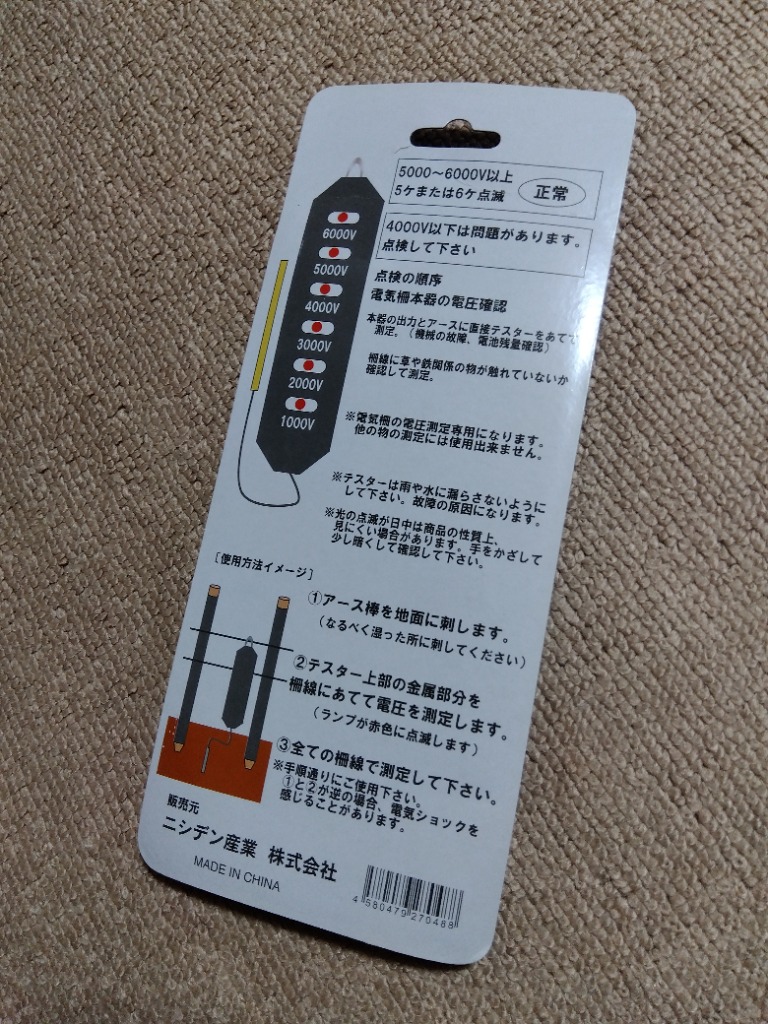 5000～6000V以上
5ケまたは6ケ点滅
正常
4000V以下は問題があります。
点検して下さい
6000V
5000V
4000V
3000V
2000V
1000V
点検の順序
電気柵本器の電圧確認
本器の出力とアースに直接テスターをあてて
測定。（機械の故障、電池残量確認）
柵線に草や鉄関係の物が触れていないか
確認して測定。
※電気柵の電圧測定専用になります。
他の物の測定には使用出来ません。
※テスターは雨や水に漏らさないように
して下さい。故障の原因になります。
※光の点滅が日中は商品の性質上、
見にくい場合があります。手をかざして
少し暗くして確認して下さい。
［使用方法イメージ］
①アース棒を地面に刺します。
（なるべく湿った所に刺してください）
②テスター上部の金属部分を
柵線にあてて電圧を測定します。
（ランプが赤色に点滅します）
③全ての柵線で測定して下さい。
※手順通りにご使用下さい。
①と②が逆の場合、電気ショックを
感じることがあります。
販売元
ニシデン産業 株式会社
MADE IN CHINA
4 580479 270488